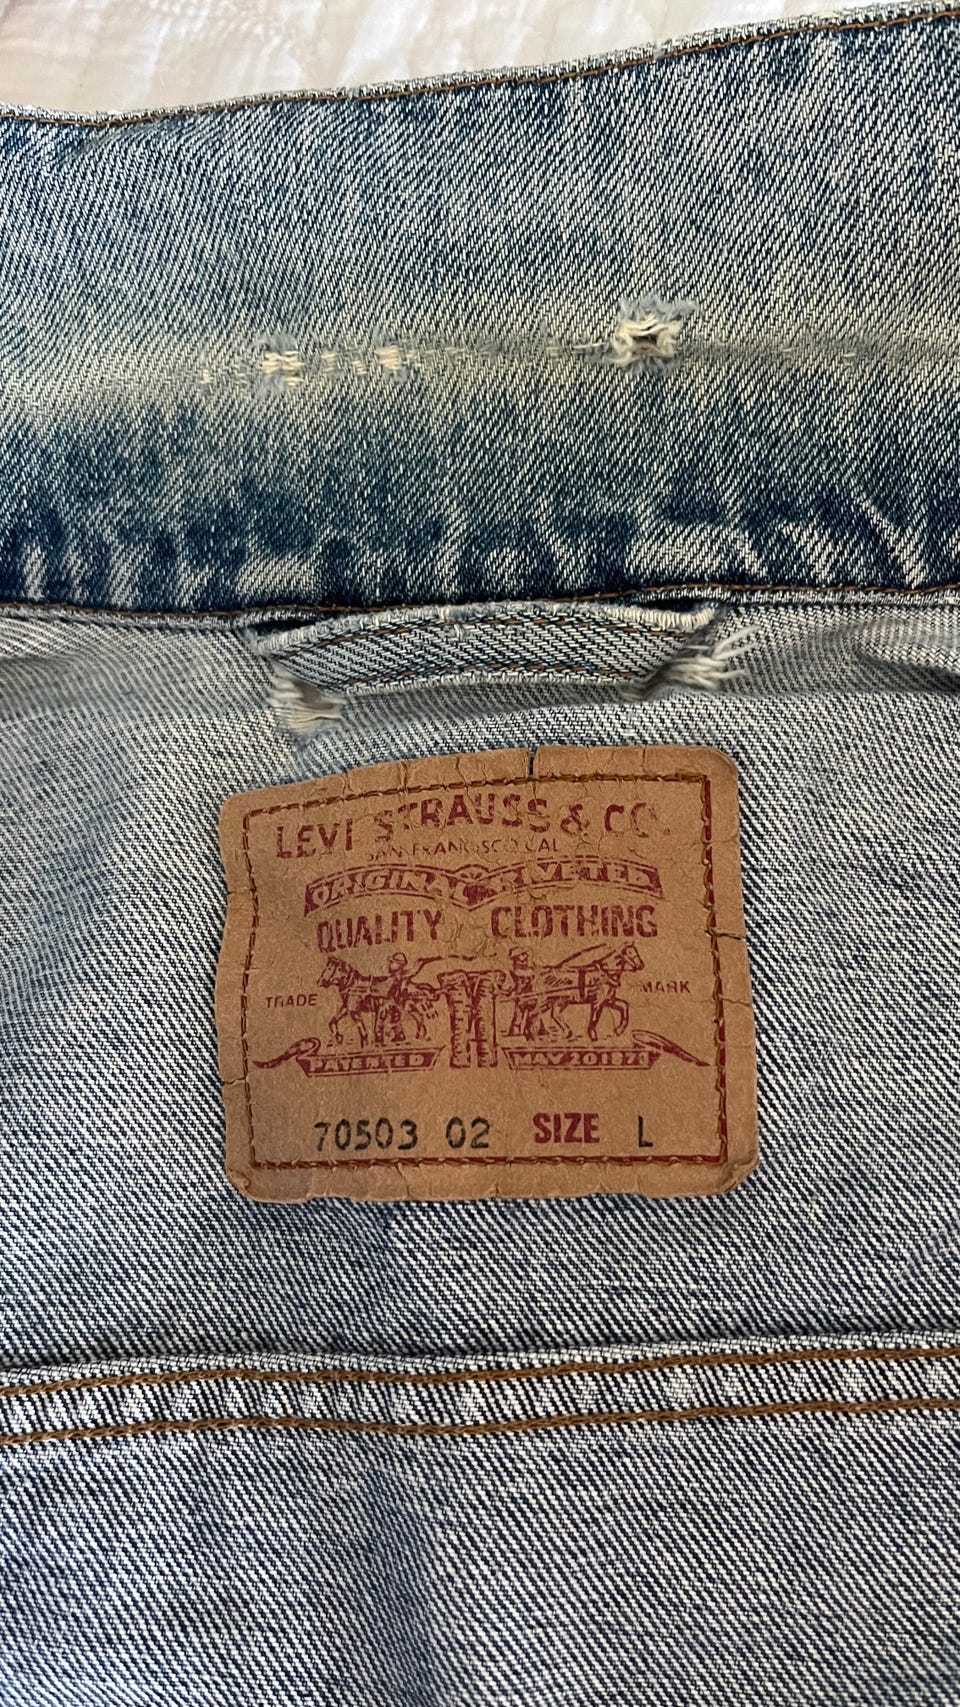 LEVI STRAUSS & CO.
SAN FRANCISCO CAL
ORIGINAL RIVETED
QUALITY CLOTHING
TRADE MARK
PATENTED MAY 20 1873
70503 02 SIZE L